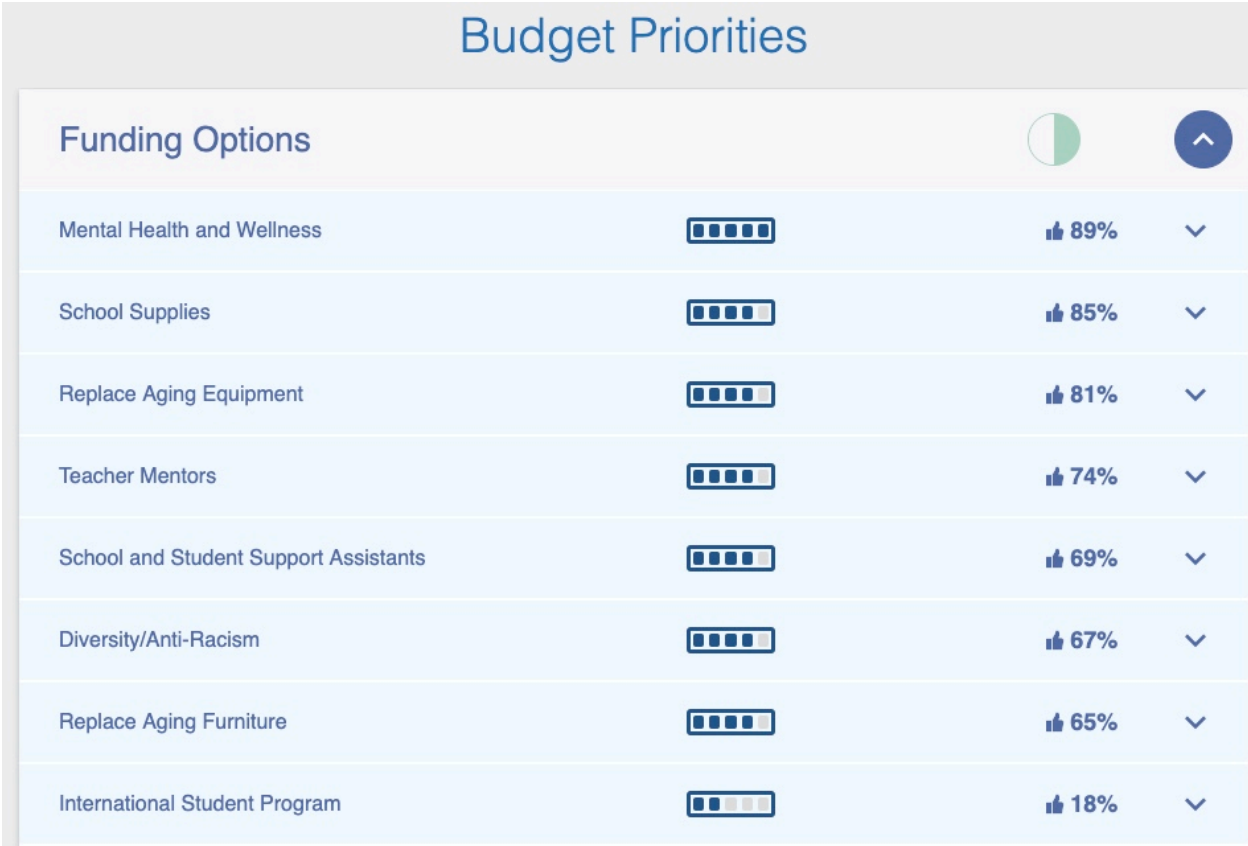 Budget Priorities
Funding Options
Mental Health and Wellness 89%
School Supplies 85%
Replace Aging Equipment 81%
Teacher Mentors 74%
School and Student Support Assistants 69%
Diversity/Anti-Racism 67%
Replace Aging Furniture 65%
International Student Program 18%